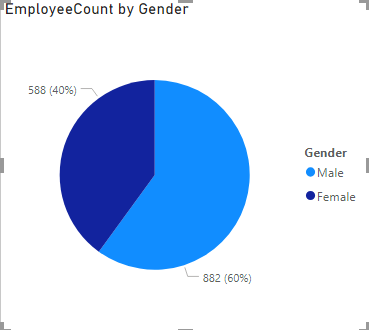 EmployeeCount by Gender
588 (40%)
Gender
Male
Female
882 (60%)